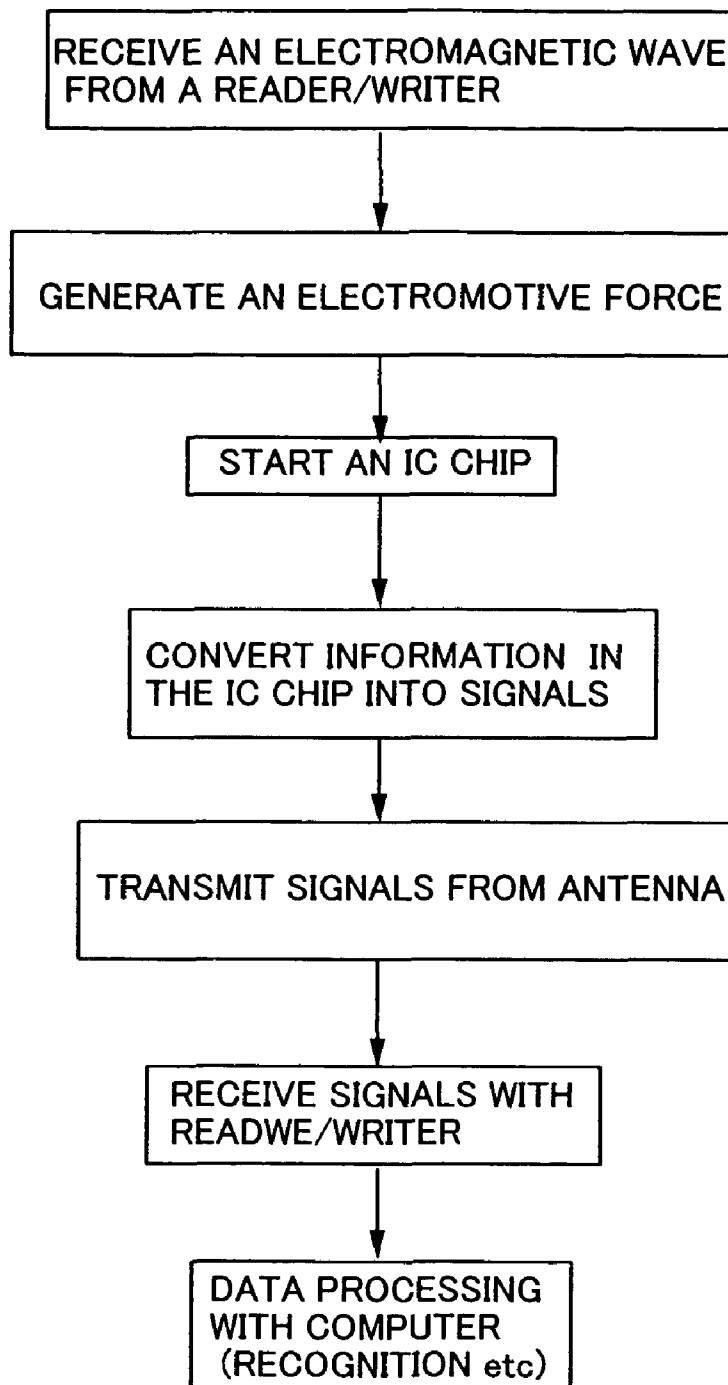 RECEIVE AN ELECTROMAGNETIC WAVE
FROM A READER/WRITER
GENERATE AN ELECTROMOTIVE FORCE
START AN IC CHIP
CONVERT INFORMATION IN
THE IC CHIP INTO SIGNALS
TRANSMIT SIGNALS FROM ANTENNA
RECEIVE SIGNALS WITH
READWE/WRITER
DATA PROCESSING
WITH COMPUTER
(RECOGNITION etc)